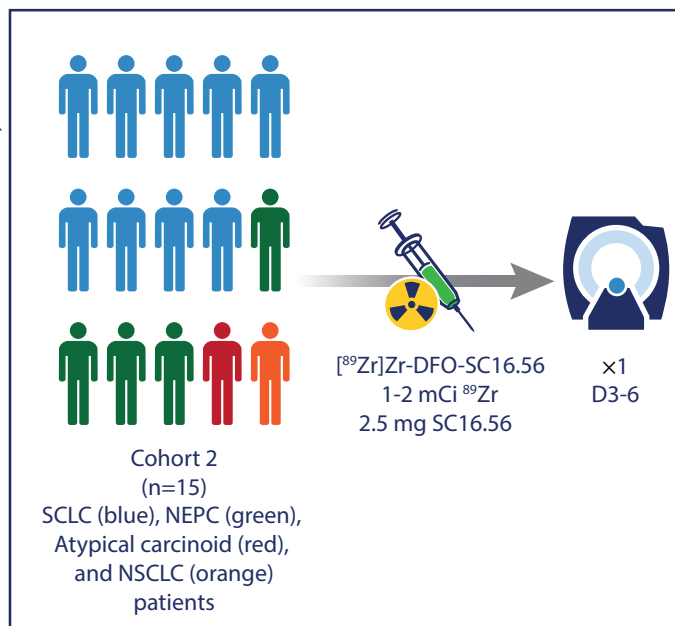 [⁸⁹Zr]Zr-DFO-SC16.56
1-2 mCi ⁸⁹Zr
2.5 mg SC16.56
×1
D3-6
Cohort 2
(n=15)
SCLC (blue), NEPC (green),
Atypical carcinoid (red),
and NSCLC (orange)
patients